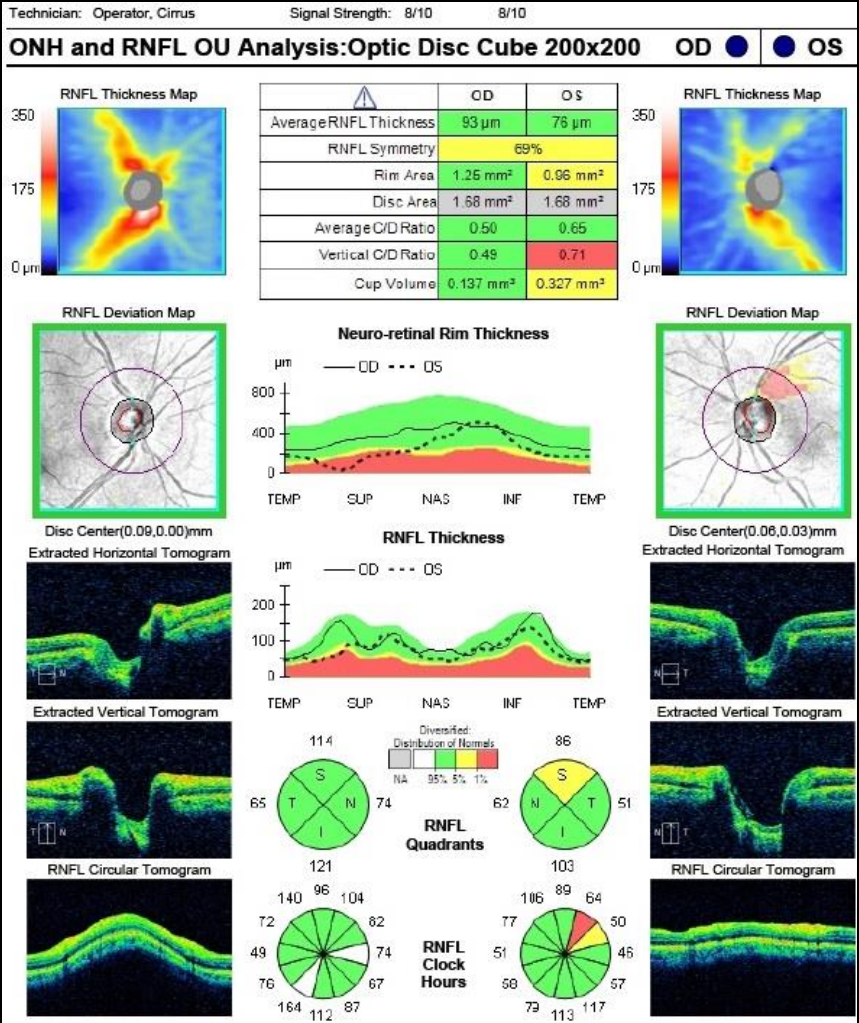 Technician: Operator, Cirrus Signal Strength: 8/10 8/10
ONH and RNFL OU Analysis:Optic Disc Cube 200x200 OD OS
RNFL Thickness Map
350
175
0 µm
OD OS
Average RNFL Thickness 93 µm 76 µm
RNFL Symmetry 69%
Rim Area 1.25 mm² 0.96 mm²
Disc Area 1.68 mm² 1.68 mm²
Average C/D Ratio 0.50 0.65
Vertical C/D Ratio 0.49 0.71
Cup Volume 0.137 mm³ 0.327 mm³
RNFL Thickness Map
350
175
0 µm
RNFL Deviation Map
Disc Center(0.09,0.00)mm
Neuro-retinal Rim Thickness
µm OD OS
800
400
0
TEMP SUP NAS INF TEMP
RNFL Deviation Map
Disc Center(0.06,0.03)mm
RNFL Thickness
µm OD OS
200
100
0
TEMP SUP NAS INF TEMP
Extracted Horizontal Tomogram
T N
Extracted Horizontal Tomogram
N T
Extracted Vertical Tomogram
T N
Extracted Vertical Tomogram
N T
Diversified:
Distribution of Normals
NA 95% 5% 1%
114
S
65 T N 74
I
121
RNFL
Quadrants
86
S
62 N T 51
I
103
RNFL Circular Tomogram
RNFL Circular Tomogram
96
140 104
72 82
49 74
76 67
164 87
112
RNFL
Clock
Hours
89
106 64
77 50
51 46
58 57
79 117
113